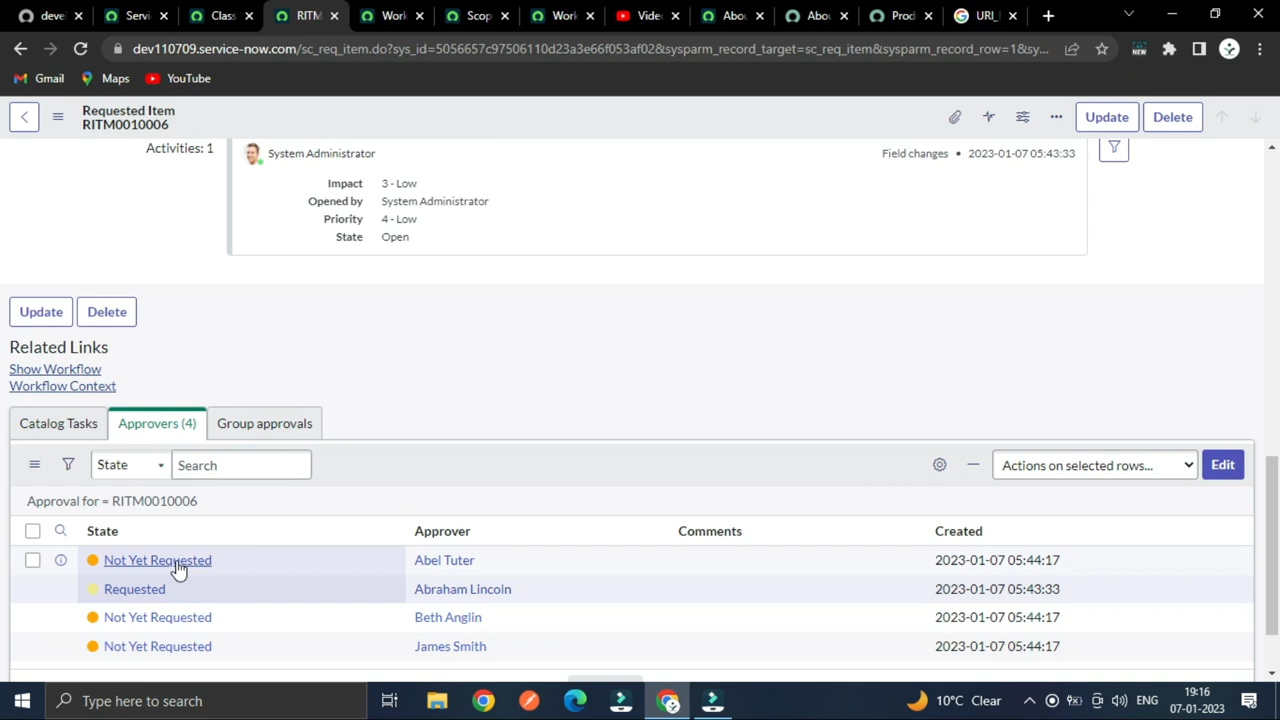 deve
Servi
Class
RITM
Work
Scop
Work
Vide
Abou
Abou
Prod
URI_
dev110709.service-now.com/sc_req_item.do?sys_id=5056657c97506110d23a3e66f053af02&sysparm_record_target=sc_req_item&sysparm_record_row=1&sy...
NEW
Gmail
Maps
YouTube
Requested Item
RITM0010006
Update
Delete
Activities: 1
System Administrator
Field changes • 2023-01-07 05:43:33
Impact 3 - Low
Opened by System Administrator
Priority 4 - Low
State Open
Update
Delete
Related Links
Show Workflow
Workflow Context
Catalog Tasks
Approvers (4)
Group approvals
State
Search
Actions on selected rows...
Edit
Approval for = RITM0010006
State Approver Comments Created
Not Yet Requested Abel Tuter 2023-01-07 05:44:17
Requested Abraham Lincoln 2023-01-07 05:43:33
Not Yet Requested Beth Anglin 2023-01-07 05:44:17
Not Yet Requested James Smith 2023-01-07 05:44:17
Type here to search
10°C Clear
ENG
19:16
07-01-2023